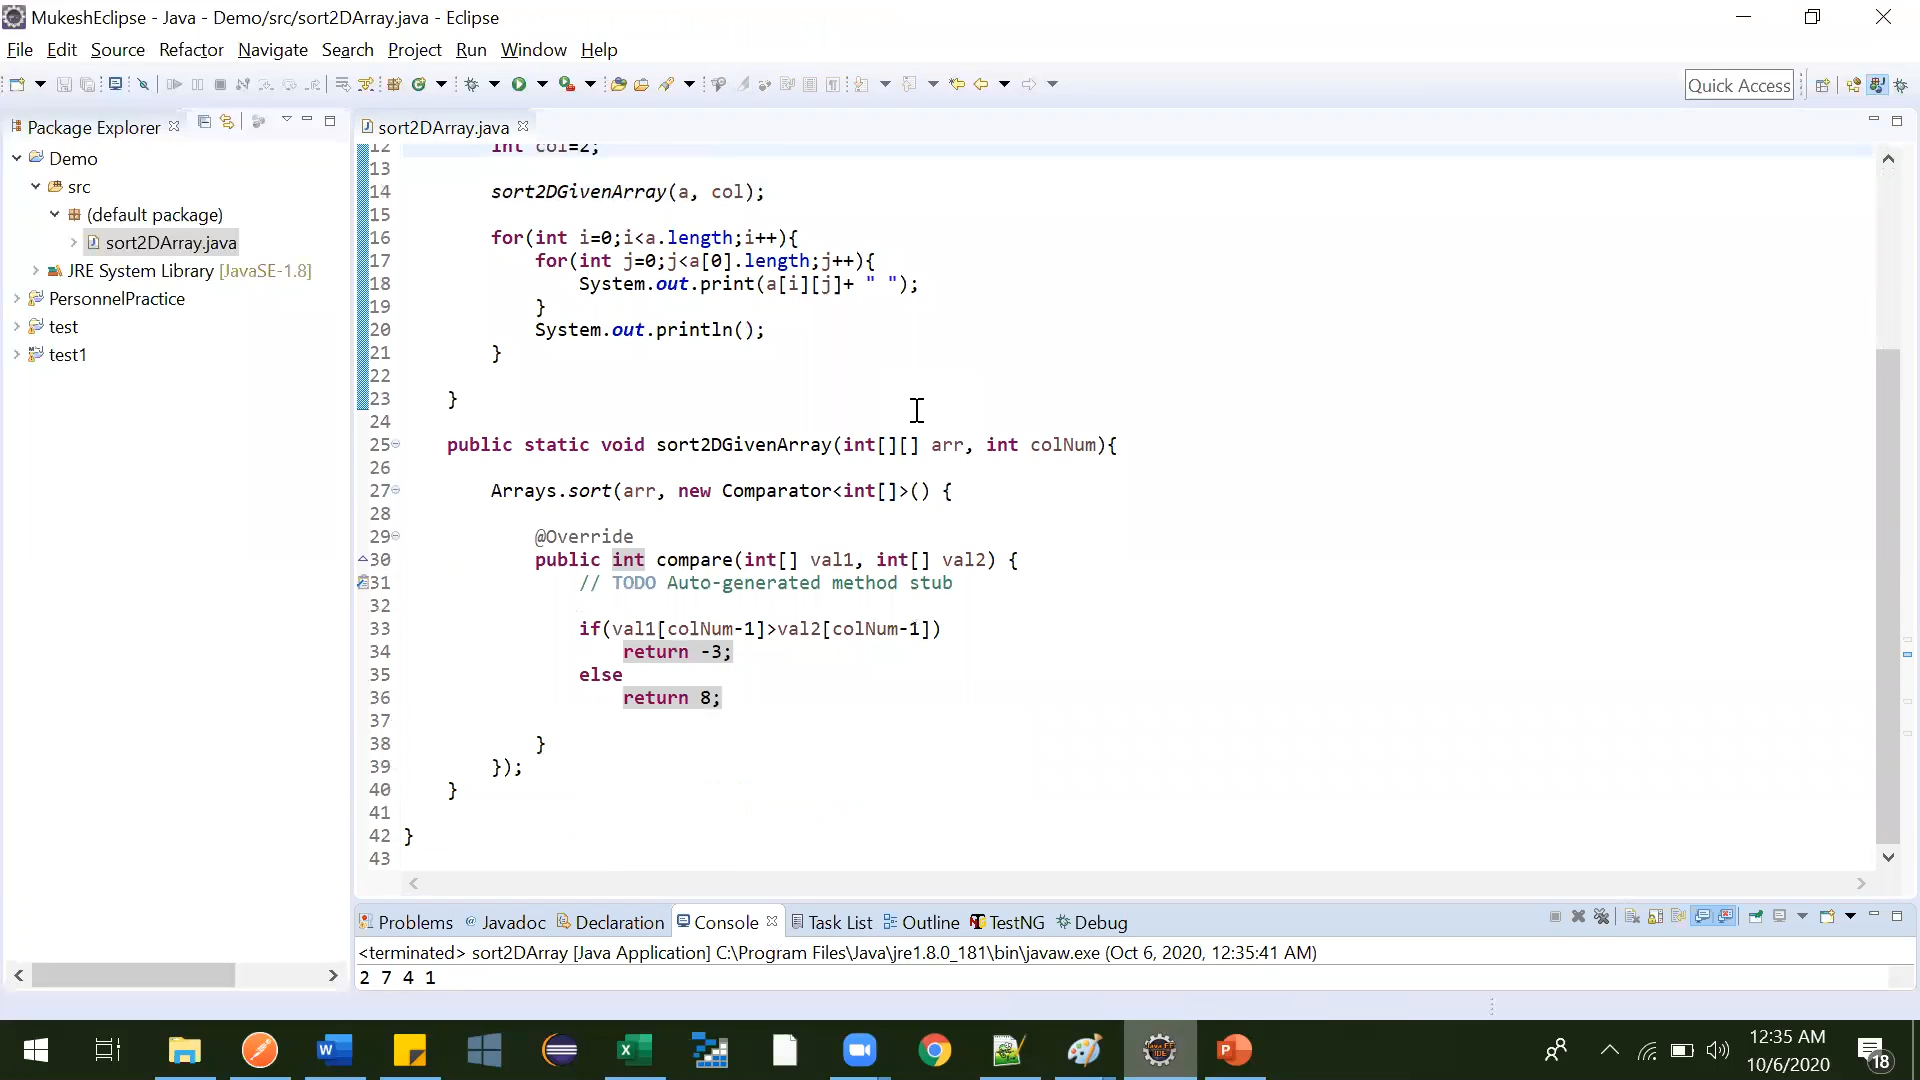 MukeshEclipse - Java - Demo/src/sort2DArray.java - Eclipse
File Edit Source Refactor Navigate Search Project Run Window Help
Quick Access
Package Explorer
sort2DArray.java
Demo
src
(default package)
sort2DArray.java
JRE System Library [JavaSE-1.8]
PersonnelPractice
test
test1
12 int col=2;
13
14 sort2DGivenArray(a, col);
15
16 for(int i=0;i<a.length;i++){
17 for(int j=0;j<a[0].length;j++){
18 System.out.print(a[i][j]+ " ");
19 }
20 System.out.println();
21 }
22
23 }
24
25 public static void sort2DGivenArray(int[][] arr, int colNum){
26
27 Arrays.sort(arr, new Comparator<int[]>() {
28
29 @Override
30 public int compare(int[] val1, int[] val2) {
31 // TODO Auto-generated method stub
32
33 if(val1[colNum-1]>val2[colNum-1])
34 return -3;
35 else
36 return 8;
37
38 }
39 });
40 }
41
42 }
43
Problems @ Javadoc Declaration Console Task List Outline TestNG Debug
<terminated> sort2DArray [Java Application] C:\Program Files\Java\jre1.8.0_181\bin\javaw.exe (Oct 6, 2020, 12:35:41 AM)
2 7 4 1
12:35 AM
10/6/2020
18